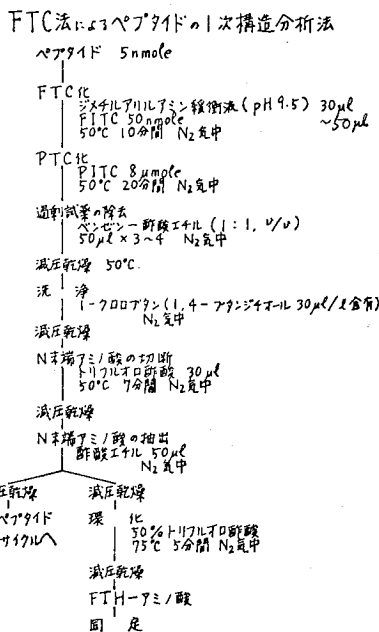 FTC法によるペプタイドの1次構造分析法
ペプタイド 5nmole
FTC化
ジメチルアリルアミン緩衝液(pH9.5) 30μl
〜50μl
FITC 50nmole
50℃ 10分間 N₂気中
PTC化
PITC 8μmole
50℃ 20分間 N₂気中
過剰試薬の除去
ベンゼン-酢酸エチル(1:1, v/v)
50μl×3〜4 N₂気中
減圧乾燥 50℃.
洗 浄
1-クロロブタン(1,4-ブタンジチオール 30μl/l含有)
N₂気中
減圧乾燥
N末端アミノ酸の切断
トリフルオロ酢酸 30μl
50℃ 7分間 N₂気中
減圧乾燥
N末端アミノ酸の抽出
酢酸エチル 50μl
N₂気中
圧乾燥
ペプタイド
サイクルへ
減圧乾燥
環 化
50%トリフルオロ酢酸
75℃ 5分間 N₂気中
減圧乾燥
FTH-アミノ酸
同 定